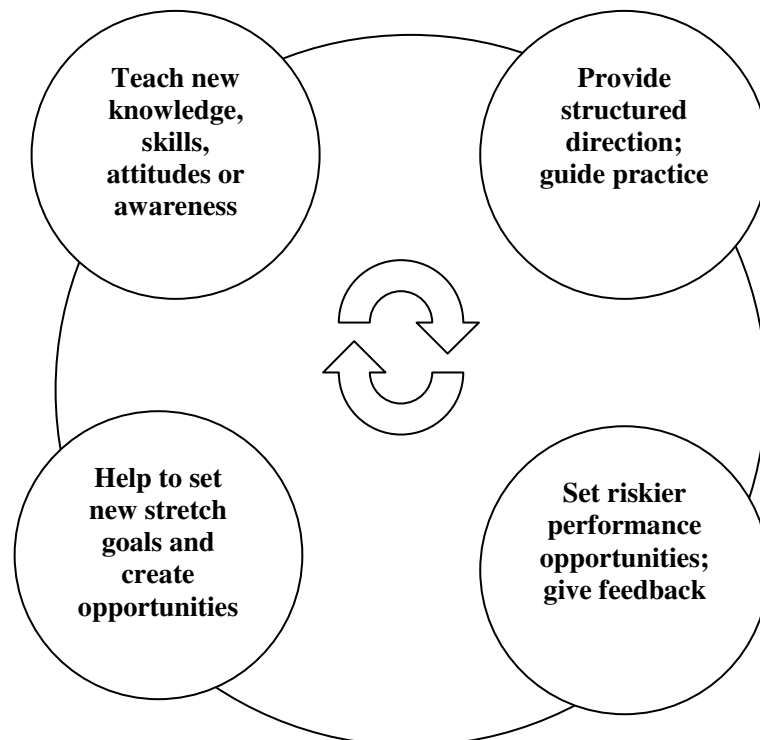 Teach new
knowledge,
skills,
attitudes or
awareness
Provide
structured
direction;
guide practice
Set riskier
performance
opportunities;
give feedback
Help to set
new stretch
goals and
create
opportunities